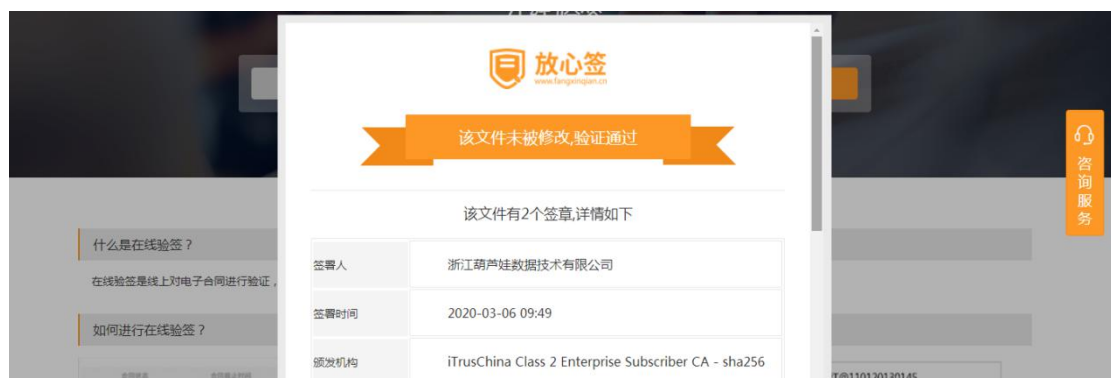 放心签
www.fangxinqian.cn
该文件未被修改,验证通过
咨询服务
该文件有2个签章,详情如下
什么是在线验签？
签署人
浙江葫芦娃数据技术有限公司
在线验签是线上对电子合同进行验证，
签署时间
2020-03-06 09:49
如何进行在线验签？
颁发机构
iTrusChina Class 2 Enterprise Subscriber CA - sha256
T@110120130145